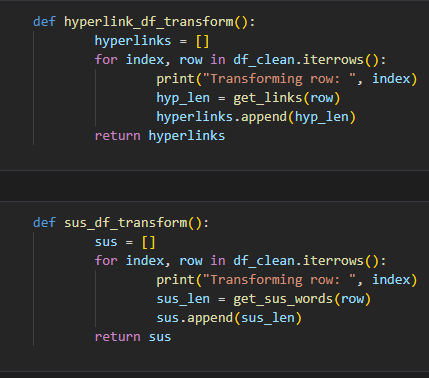 def hyperlink_df_transform():
        hyperlinks = []
        for index, row in df_clean.iterrows():
                print("Transforming row: ", index)
                hyp_len = get_links(row)
                hyperlinks.append(hyp_len)
        return hyperlinks
def sus_df_transform():
        sus = []
        for index, row in df_clean.iterrows():
                print("Transforming row: ", index)
                sus_len = get_sus_words(row)
                sus.append(sus_len)
        return sus